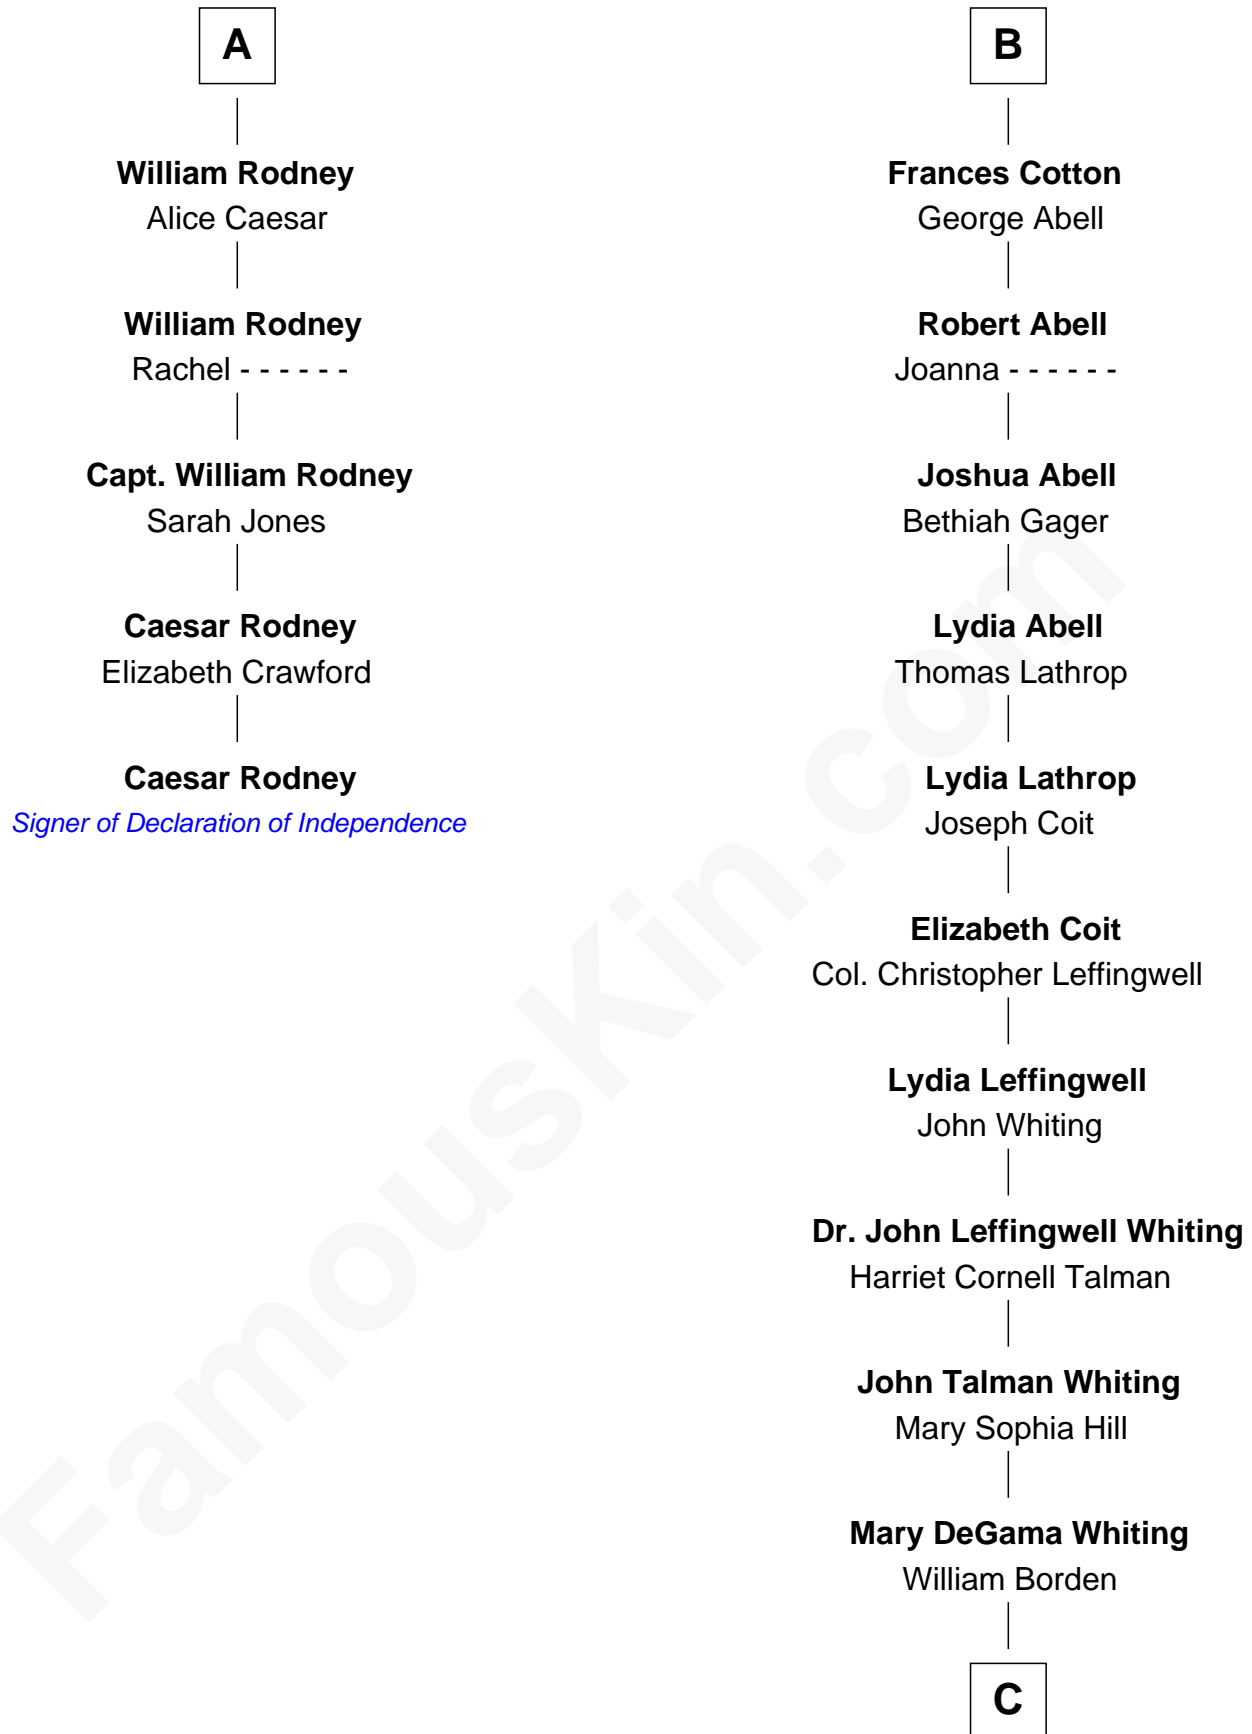 A
William Rodney
Alice Caesar
William Rodney
Rachel - - - - - -
Capt. William Rodney
Sarah Jones
Caesar Rodney
Elizabeth Crawford
Caesar Rodney
Signer of Declaration of Independence
B
Frances Cotton
George Abell
Robert Abell
Joanna - - - - - -
Joshua Abell
Bethiah Gager
Lydia Abell
Thomas Lathrop
Lydia Lathrop
Joseph Coit
Elizabeth Coit
Col. Christopher Leffingwell
Lydia Leffingwell
John Whiting
Dr. John Leffingwell Whiting
Harriet Cornell Talman
John Talman Whiting
Mary Sophia Hill
Mary DeGama Whiting
William Borden
C
FamousKin.com